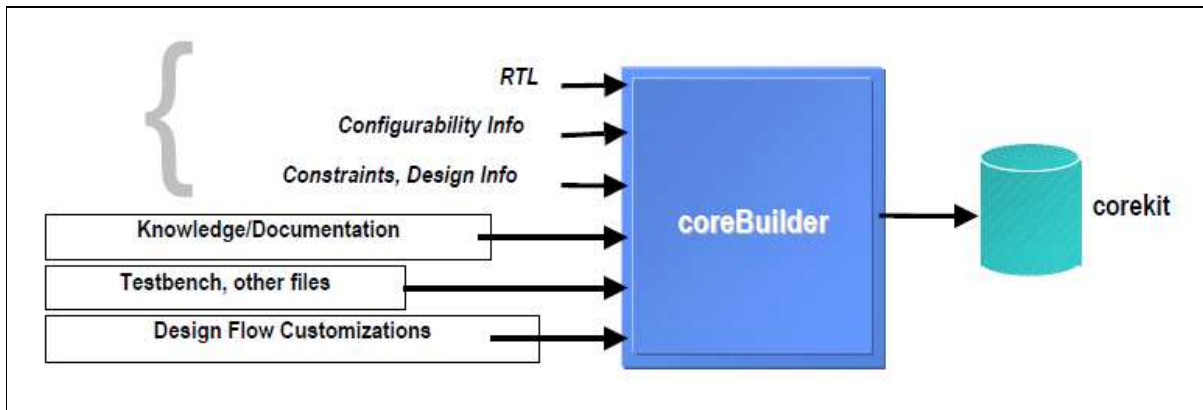 RTL
Configurability Info
Constraints, Design Info
Knowledge/Documentation
Testbench, other files
Design Flow Customizations
coreBuilder
corekit